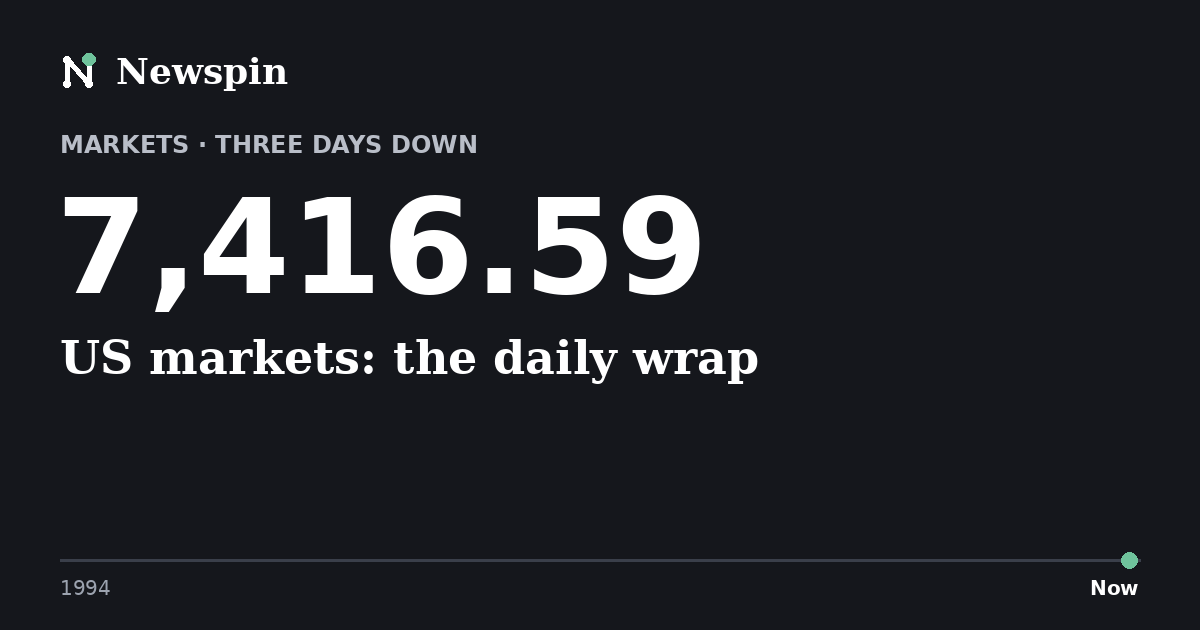 Newspin
MARKETS · THREE DAYS DOWN
7,416.59
US markets: the daily wrap
1994
Now